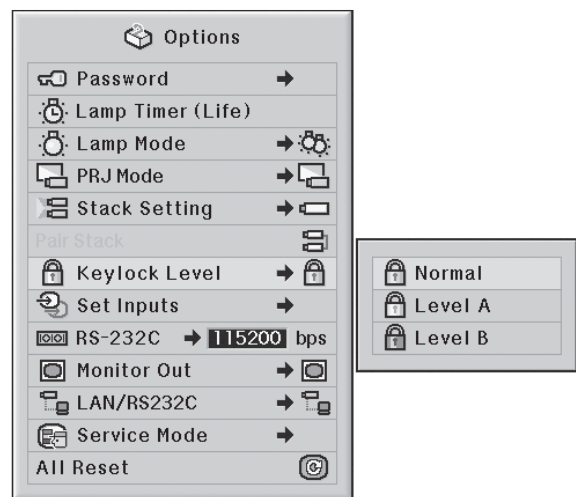 Options
Password
Lamp Timer (Life)
Lamp Mode
PRJ Mode
Stack Setting
Pair Stack
Keylock Level
Normal
Level A
Level B
Set Inputs
RS-232C 115200 bps
Monitor Out
LAN/RS232C
Service Mode
All Reset